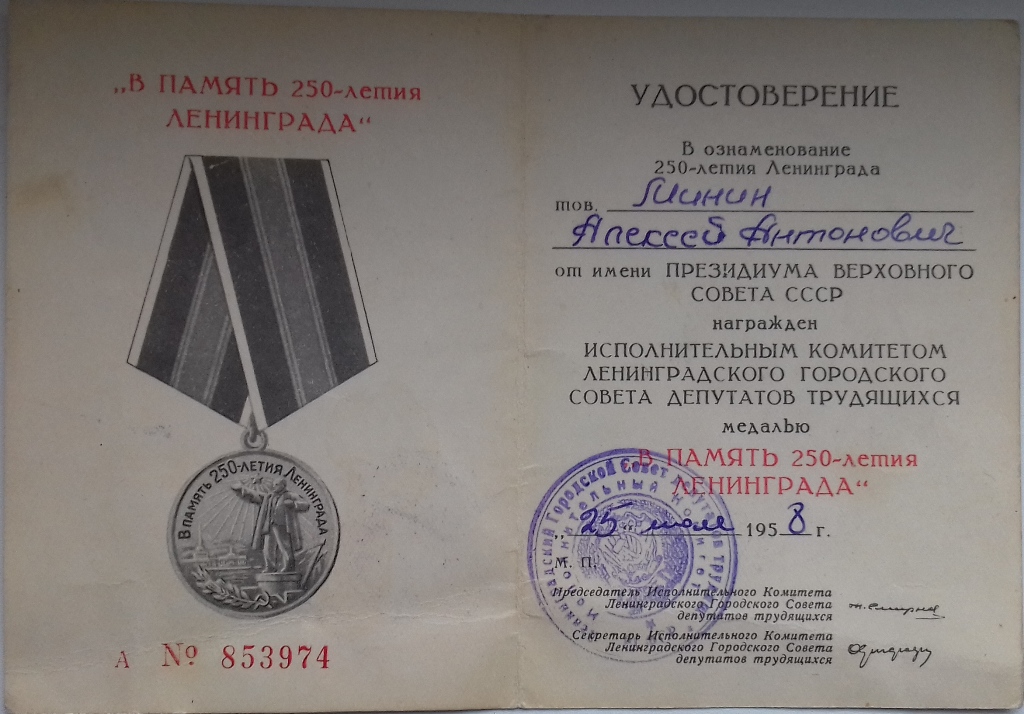 „В ПАМЯТЬ 250-летия
ЛЕНИНГРАДА“
В ПАМЯТЬ 250-ЛЕТИЯ ЛЕНИНГРАДА
А № 853974
УДОСТОВЕРЕНИЕ
В ознаменование
250-летия Ленинграда
тов. Минин
Алексей Антонович
от имени ПРЕЗИДИУМА ВЕРХОВНОГО
СОВЕТА СССР
награжден
ИСПОЛНИТЕЛЬНЫМ КОМИТЕТОМ
ЛЕНИНГРАДСКОГО ГОРОДСКОГО
СОВЕТА ДЕПУТАТОВ ТРУДЯЩИХСЯ
медалью
„В ПАМЯТЬ 250-летия
ЛЕНИНГРАДА“
„25“ 1958 г.
М. П.
Председатель Исполнительного Комитета
Ленинградского Городского Совета
депутатов трудящихся
Секретарь Исполнительного Комитета
Ленинградского Городского Совета
депутатов трудящихся